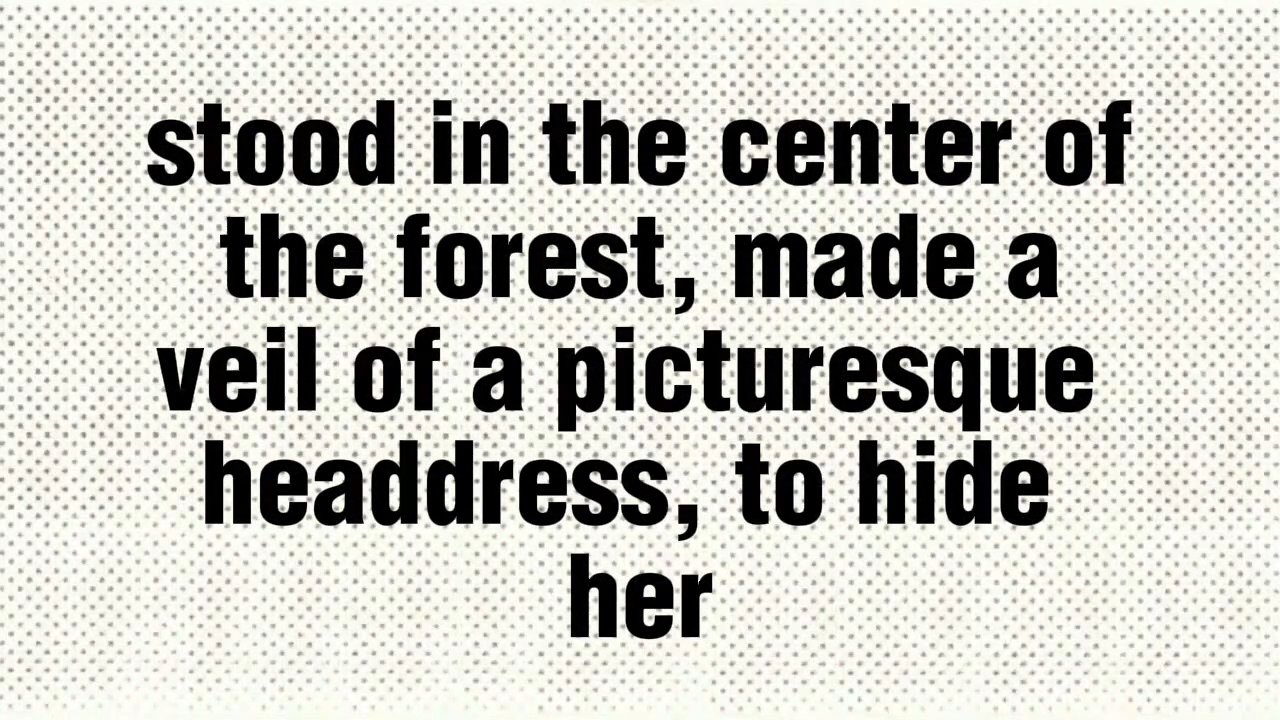 stood in the center of
the forest, made a
veil of a picturesque
headdress, to hide
her